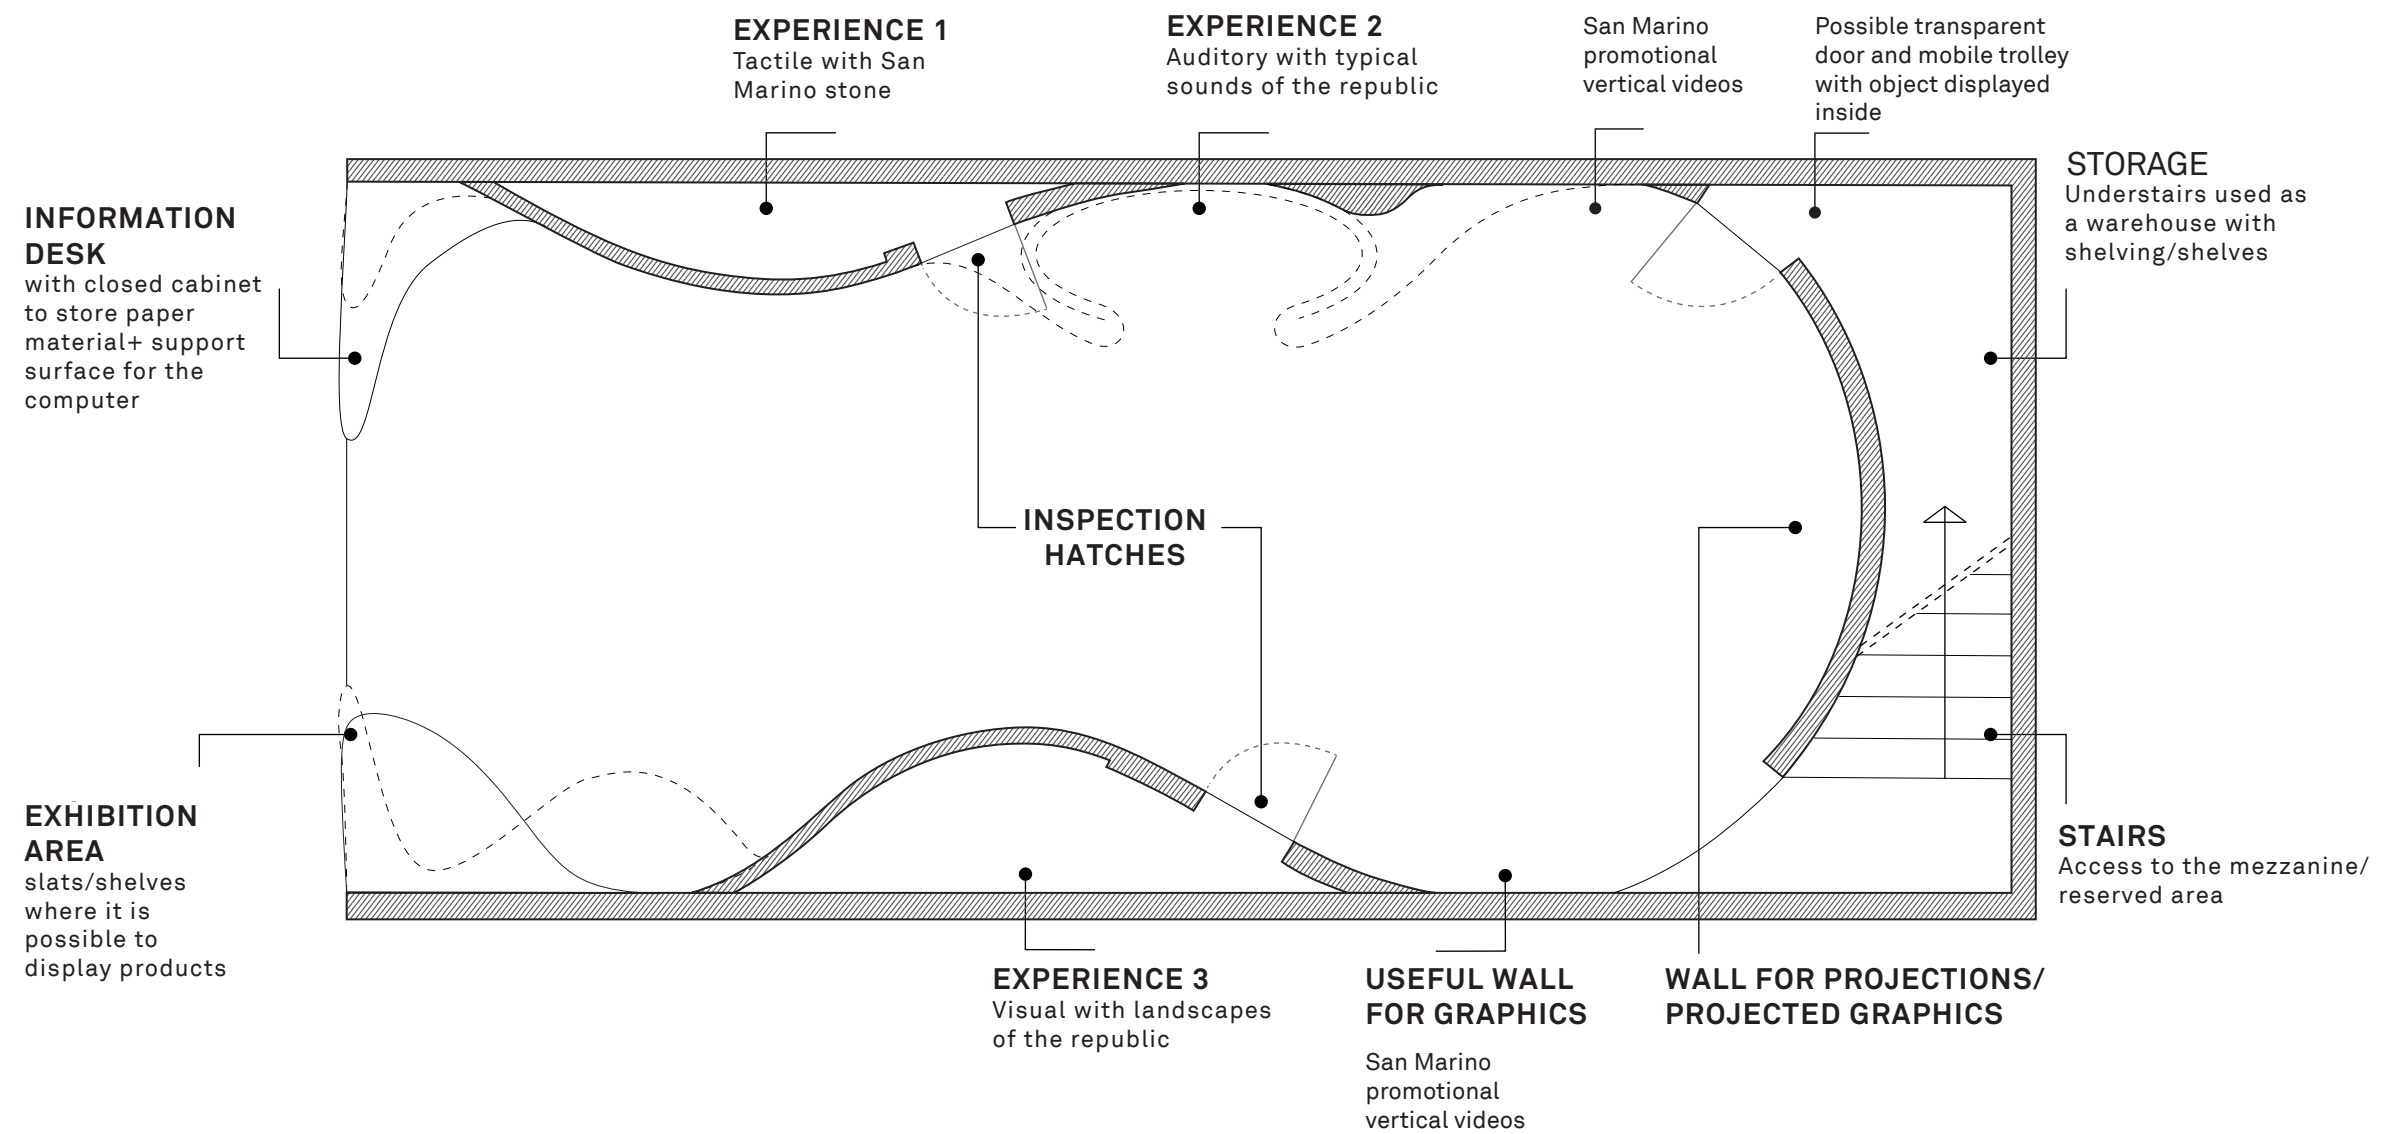 EXPERIENCE 1
Tactile with San
Marino stone
EXPERIENCE 2
Auditory with typical
sounds of the republic
San Marino
promotional
vertical videos
Possible transparent
door and mobile trolley
with object displayed
inside
STORAGE
Understairs used as
a warehouse with
shelving/shelves
INFORMATION
DESK
with closed cabinet
to store paper
material+ support
surface for the
computer
INSPECTION
HATCHES
EXHIBITION
AREA
slats/shelves
where it is
possible to
display products
STAIRS
Access to the mezzanine/
reserved area
EXPERIENCE 3
Visual with landscapes
of the republic
USEFUL WALL
FOR GRAPHICS
San Marino
promotional
vertical videos
WALL FOR PROJECTIONS/
PROJECTED GRAPHICS